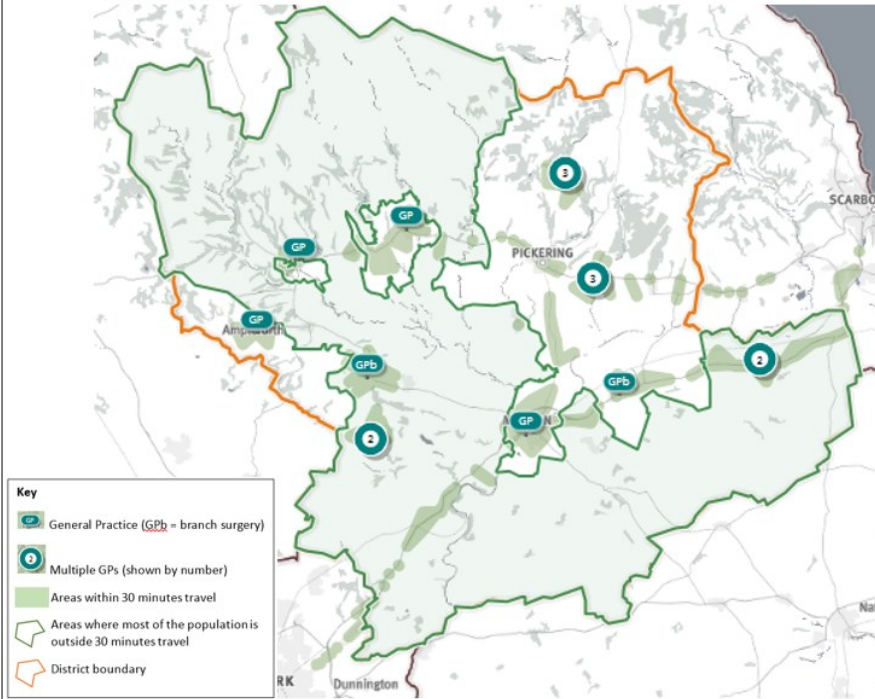 SCARBO
3
GP
GP
PICKERING
3
GP
Ampleforth
GPb
2
GPb
GP
2
Key
GP
General Practice (GPb = branch surgery)
2
Multiple GPs (shown by number)
Areas within 30 minutes travel
Areas where most of the population is
outside 30 minutes travel
District boundary
Na
RK
Dunnington